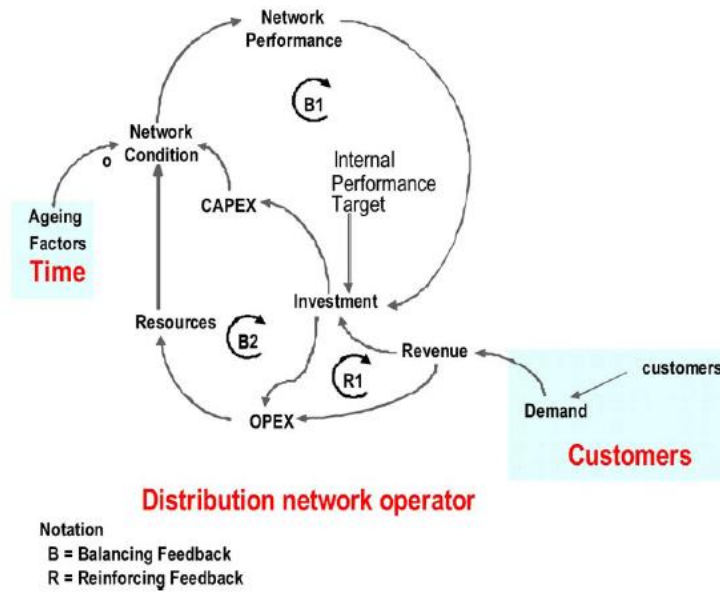 Network
Performance
B1
Network
Condition
o
Internal
Performance
Target
CAPEX
Ageing
Factors
Time
Investment
Resources
B2
Revenue
R1
customers
OPEX
Demand
Customers
Distribution network operator
Notation
B = Balancing Feedback
R = Reinforcing Feedback